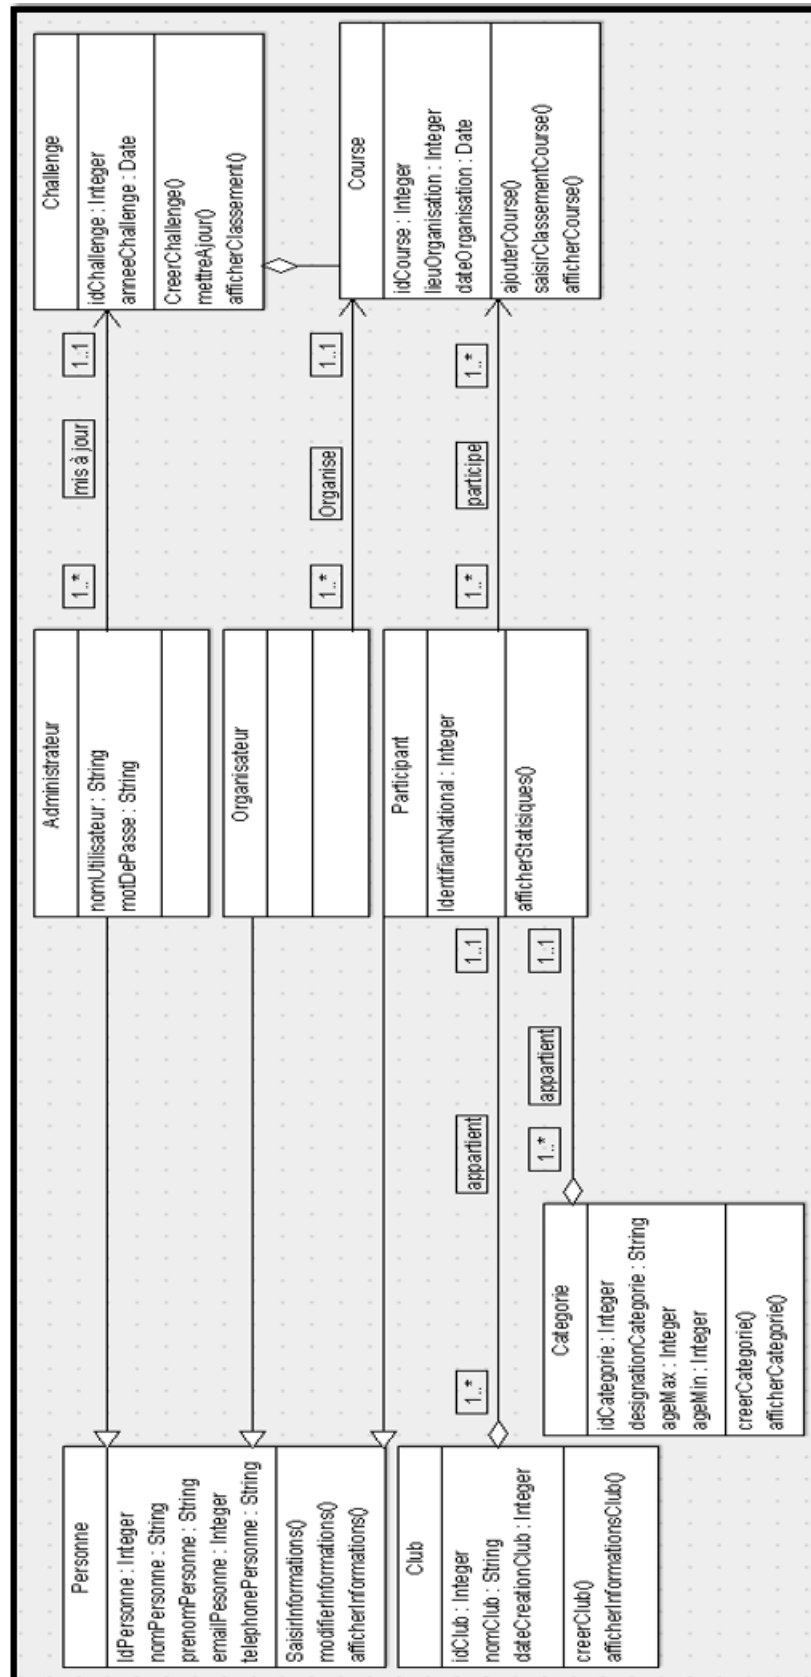 Personne
IdPersonne : Integer
nomPersonne : String
prenomPersonne : String
emailPesonne : Integer
telephonePersonne : String
SaisirInformations()
modifierInformations()
afficherInformations()
Club
idClub : Integer
nomClub : String
dateCreationClub : Integer
creerClub()
afficherInformationsClub()
Categorie
idCategorie : Integer
designationCategorie : String
ageMax : Integer
ageMin : Integer
creerCategorie()
afficherCategorie()
1..*
appartient
1..1
1..*
appartient
1..1
Administrateur
nomUtilisateur : String
motDePasse : String
Organisateur
Participant
IdentifiantNational : Integer
afficherStatisiques()
1..*
mis à jour
1..1
1..*
Organise
1..1
1..*
participe
1..*
Challenge
idChallenge : Integer
anneeChallenge : Date
CreerChallenge()
mettreAjour()
afficherClassement()
Course
idCourse : Integer
lieuOrganisation : Integer
dateOrganisation : Date
ajouterCourse()
saisirClassementCourse()
afficherCourse()